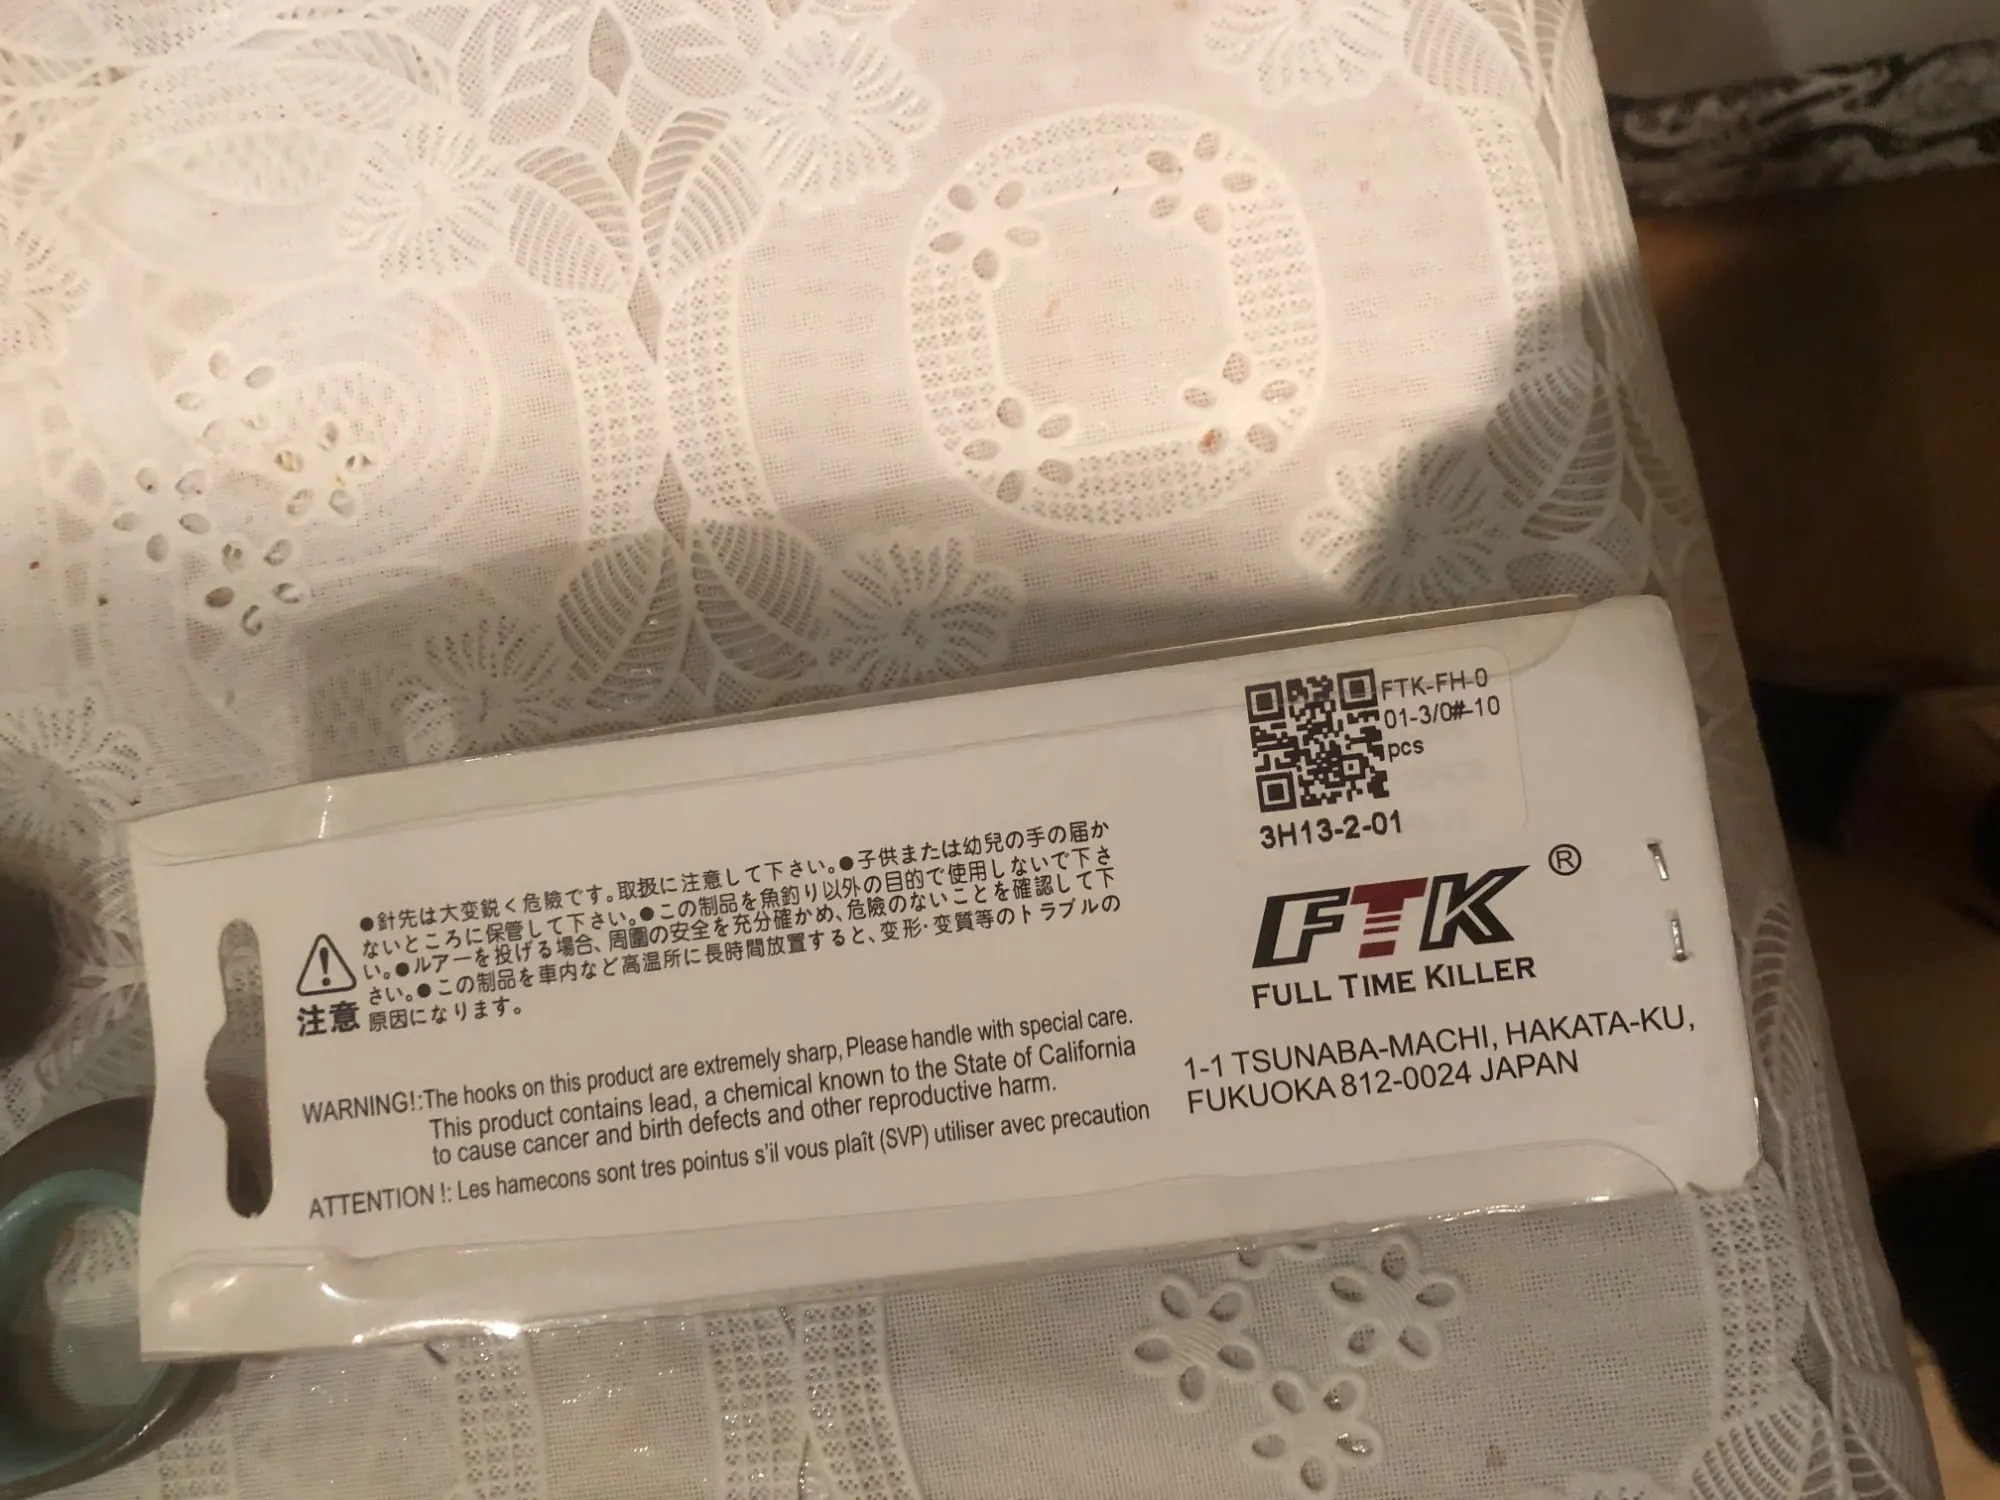 FTK-FH-0
01-3/0#-10
pcs
3H13-2-01
●針先は大変鋭く危險です。取扱に注意して下さい。●子供または幼兒の手の届か
ないところに保管して下さい。●この制品を魚釣り以外の目的で使用しないで下さ
い。●ルアーを投げる場合、周圍の安全を充分確かめ、危險のないことを確認して下
さい。●この制品を車内など高温所に長時間放置すると、変形·変質等のトラブルの
原因になります。
注意
WARNING!:The hooks on this product are extremely sharp, Please handle with special care.
This product contains lead, a chemical known to the State of California
to cause cancer and birth defects and other reproductive harm.
ATTENTION !: Les hamecons sont tres pointus s'il vous plaît (SVP) utiliser avec precaution
FTK ®
FULL TIME KILLER
1-1 TSUNABA-MACHI, HAKATA-KU,
FUKUOKA 812-0024 JAPAN